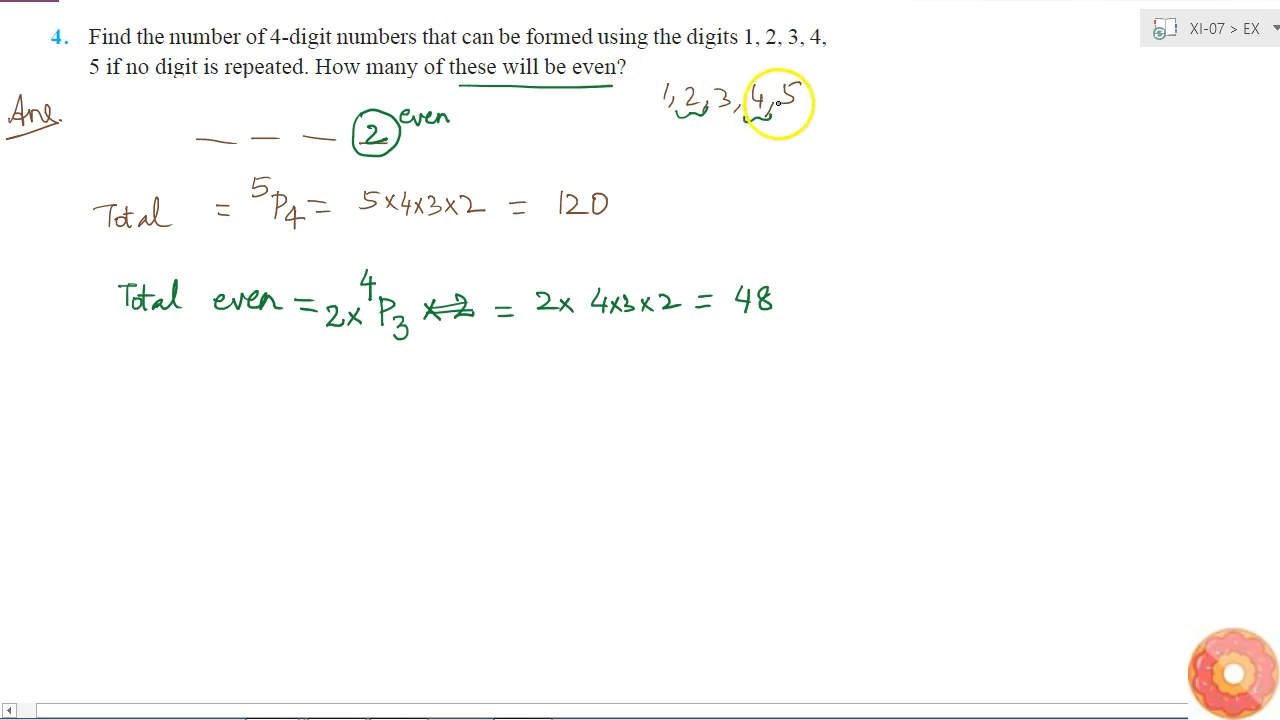 XI-07 > EX
4. Find the number of 4-digit numbers that can be formed using the digits 1, 2, 3, 4,
5 if no digit is repeated. How many of these will be even?
1, 2, 3, 4, 5
Ans.
2 even
Total = ⁵P₄ = 5×4×3×2 = 120
Total even = 2× ⁴P₃ ×2 = 2× 4×3×2 = 48